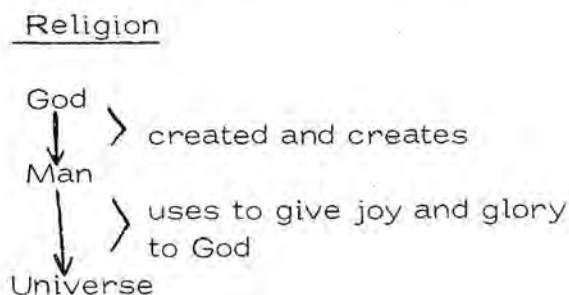 Religion
God
created and creates
Man
uses to give joy and glory
to God
Universe